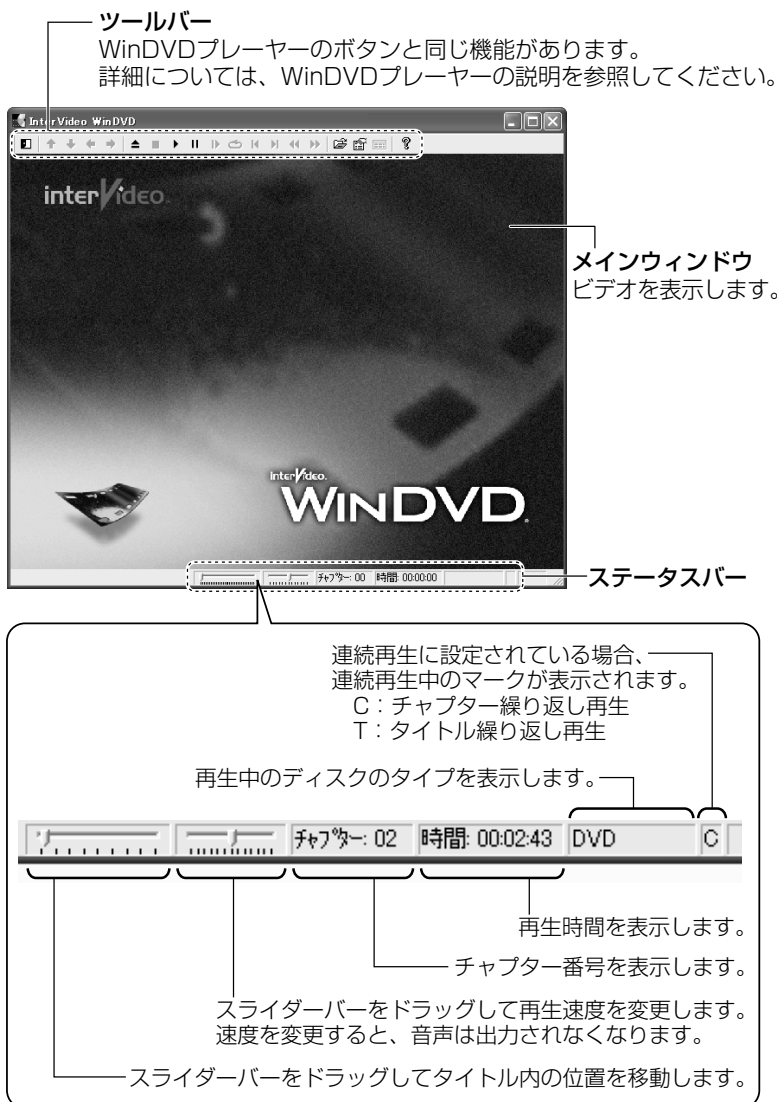 ツールバー
WinDVDプレーヤーのボタンと同じ機能があります。
詳細については、WinDVDプレーヤーの説明を参照してください。
InterVideo WinDVD
interVideo.
メインウィンドウ
ビデオを表示します。
InterVideo.
WINDVD.
ﾁｬﾌﾟﾀｰ: 00 時間: 00:00:00
ステータスバー
連続再生に設定されている場合、
連続再生中のマークが表示されます。
C：チャプター繰り返し再生
T：タイトル繰り返し再生
再生中のディスクのタイプを表示します。
ﾁｬﾌﾟﾀｰ: 02 時間: 00:02:43 DVD C
再生時間を表示します。
チャプター番号を表示します。
スライダーバーをドラッグして再生速度を変更します。
速度を変更すると、音声は出力されなくなります。
スライダーバーをドラッグしてタイトル内の位置を移動します。